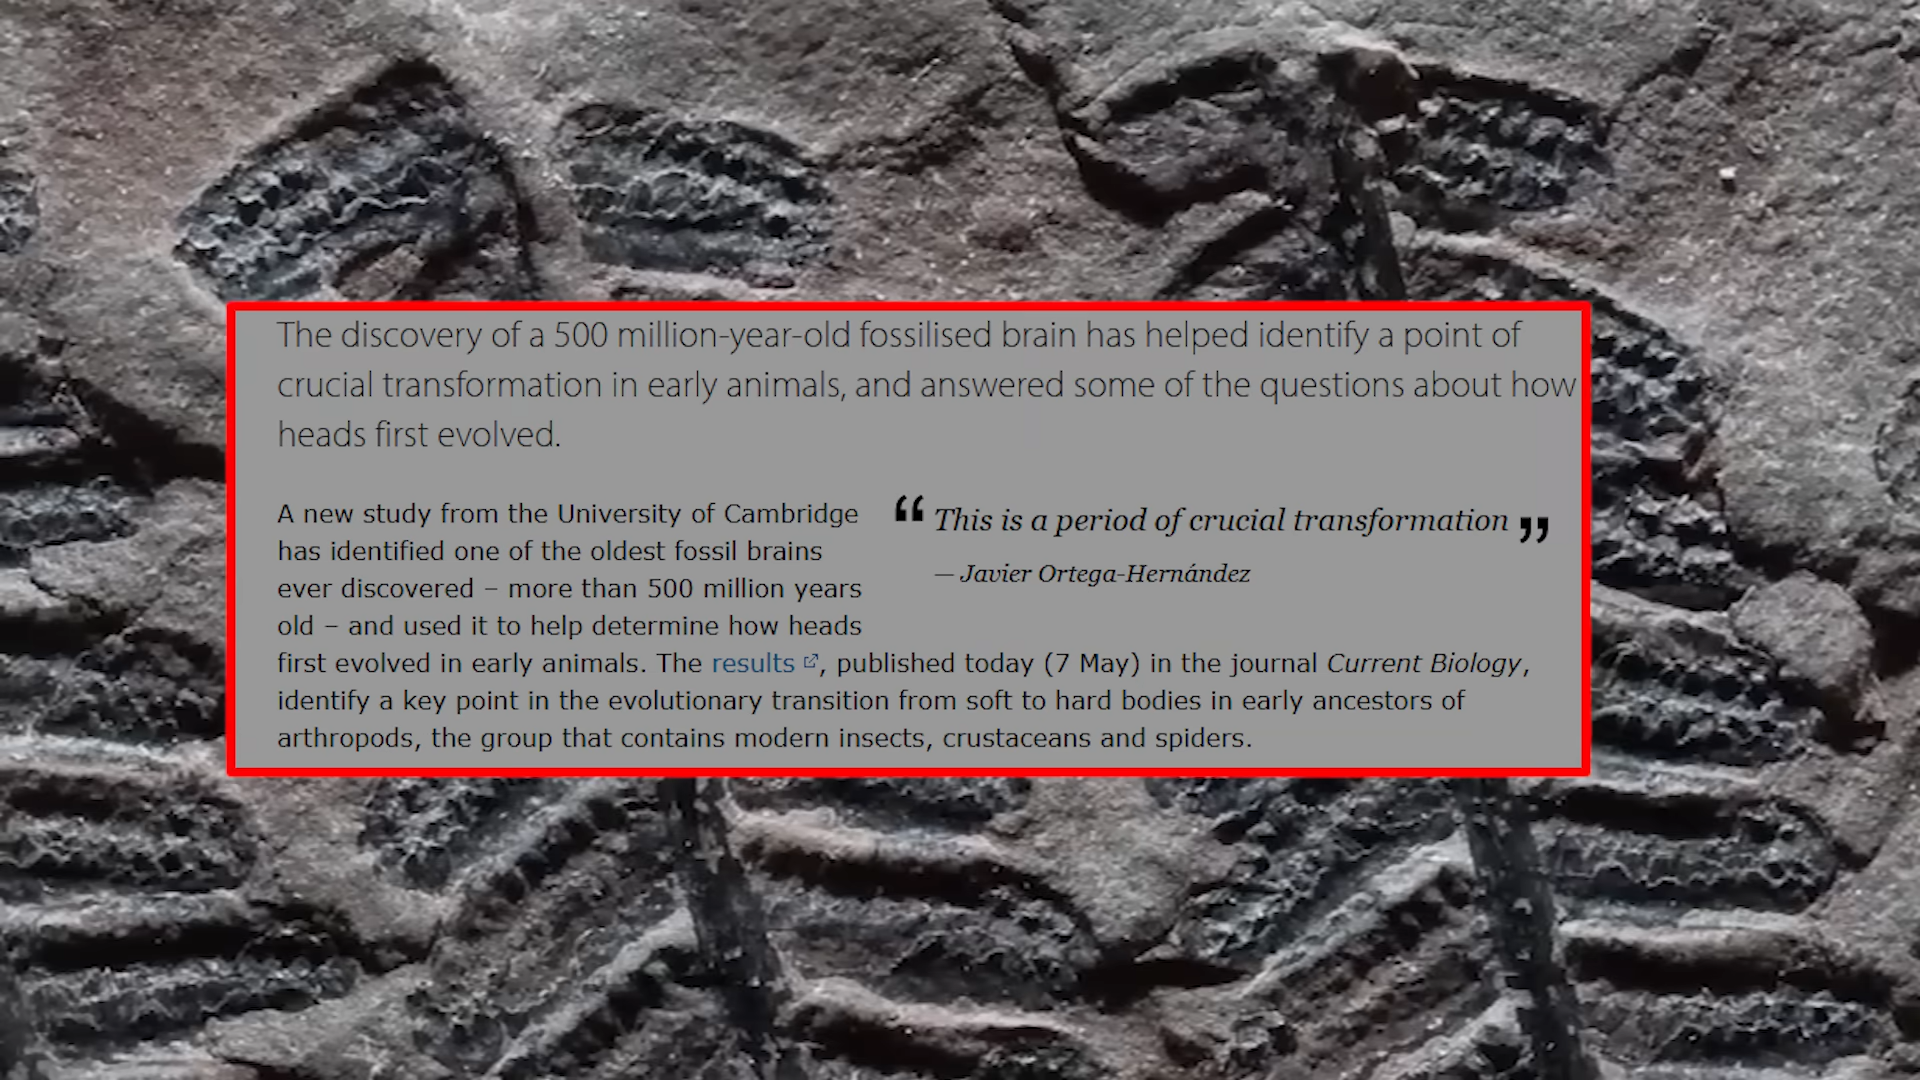 The discovery of a 500 million-year-old fossilised brain has helped identify a point of
crucial transformation in early animals, and answered some of the questions about how
heads first evolved.
A new study from the University of Cambridge
has identified one of the oldest fossil brains
ever discovered – more than 500 million years
old – and used it to help determine how heads
first evolved in early animals. The results, published today (7 May) in the journal Current Biology,
identify a key point in the evolutionary transition from soft to hard bodies in early ancestors of
arthropods, the group that contains modern insects, crustaceans and spiders.
“ This is a period of crucial transformation ”
— Javier Ortega-Hernández